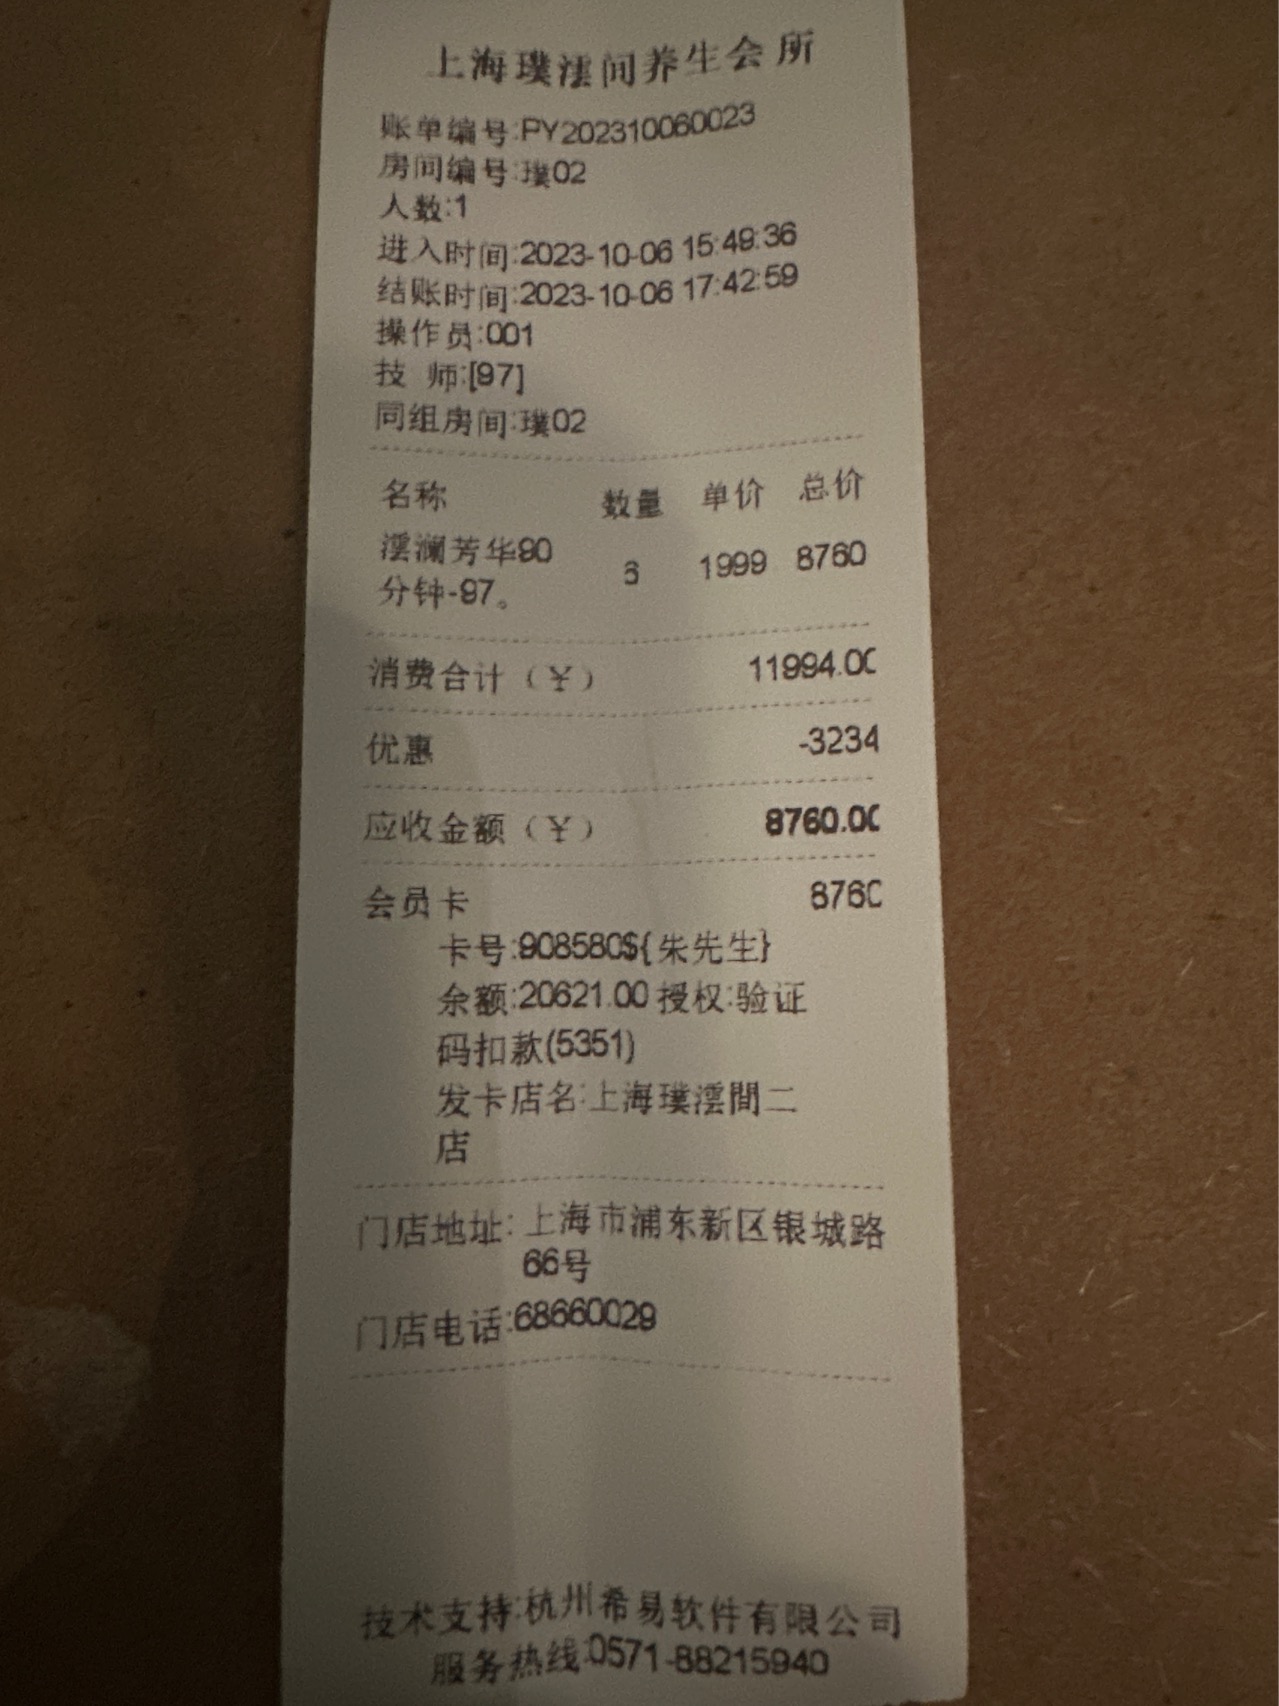 上海璞澐间养生会所
账单编号:PY202310060023
房间编号:璞02
人数:1
进入时间:2023-10-06 15:49:36
结账时间:2023-10-06 17:42:59
操作员:001
技 师:[97]
同组房间:璞02
名称 数量 单价 总价
澐澜芳华90 6 1999 8760
分钟-97。
消费合计（¥） 11994.00
优惠 -3234
应收金额（¥） 8760.00
会员卡 8760
卡号:908580${朱先生}
余额:20621.00 授权:验证
码扣款(5351)
发卡店名:上海璞澐間二
店
门店地址:上海市浦东新区银城路
66号
门店电话:68660029
技术支持:杭州希易软件有限公司
服务热线:0571-88215940